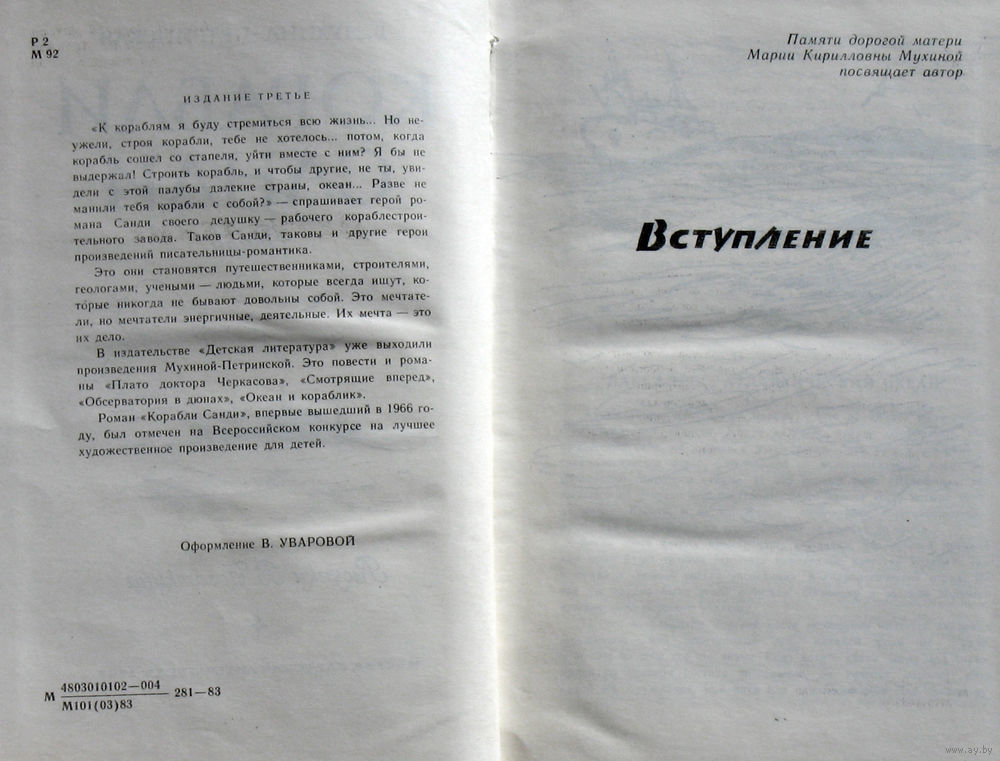 Р 2
М 92
ИЗДАНИЕ ТРЕТЬЕ
«К кораблям я буду стремиться всю жизнь... Но не-
ужели, строя корабли, тебе не хотелось... потом, когда
корабль сошел со стапеля, уйти вместе с ним? Я бы не
выдержал! Строить корабль, и чтобы другие, не ты, уви-
дели с этой палубы далекие страны, океан... Разве не
манили тебя корабли с собой?» — спрашивает герой ро-
мана Санди своего дедушку — рабочего кораблестрои-
тельного завода. Таков Санди, таковы и другие герои
произведений писательницы-романтика.
Это они становятся путешественниками, строителями,
геологами, учеными — людьми, которые всегда ищут, ко-
торые никогда не бывают довольны собой. Это мечтате-
ли, но мечтатели энергичные, деятельные. Их мечта — это
их дело.
В издательстве «Детская литература» уже выходили
произведения Мухиной-Петринской. Это повести и рома-
ны «Плато доктора Черкасова», «Смотрящие вперед»,
«Обсерватория в дюнах», «Океан и кораблик».
Роман «Корабли Санди», впервые вышедший в 1966 го-
ду, был отмечен на Всероссийском конкурсе на лучшее
художественное произведение для детей.
Оформление В. УВАРОВОЙ
М 4803010102—004 281—83
М101(03)83
Памяти дорогой матери
Марии Кирилловны Мухиной
посвящает автор
Вступление
www.ay.by